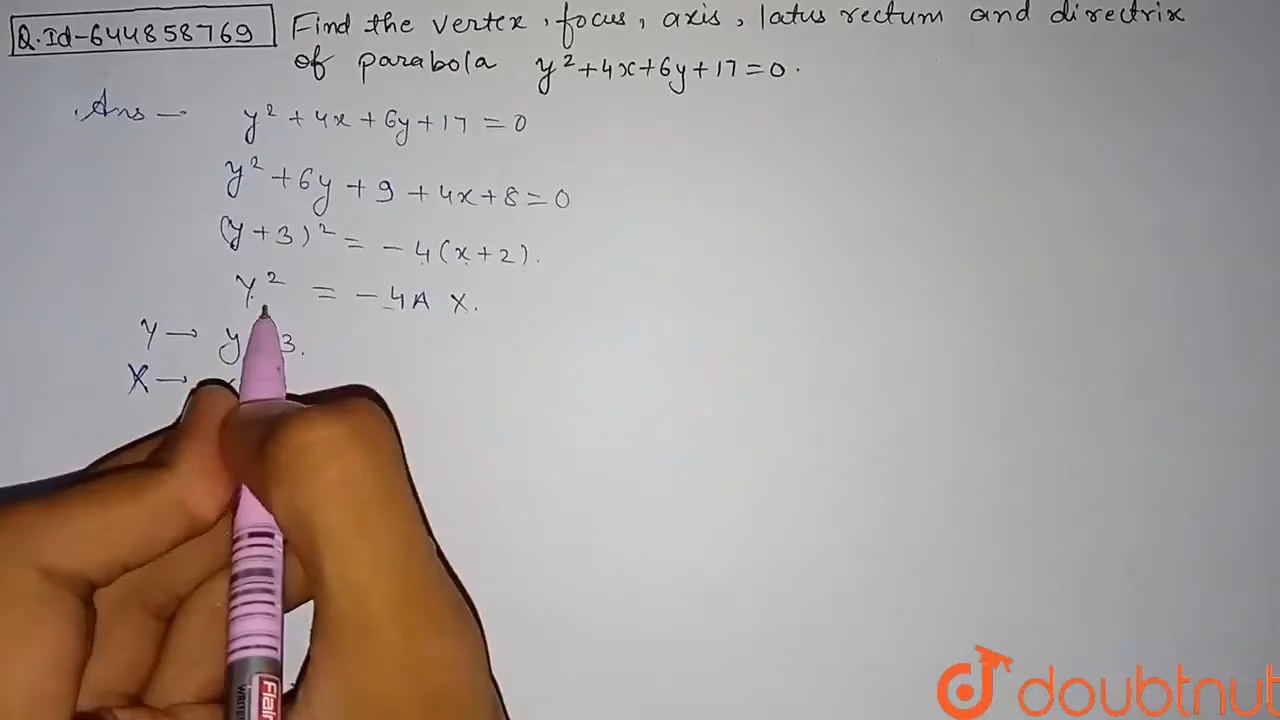 Q.Id-644858769 Find the vertex, focus, axis, latus rectum and directrix
of parabola y²+4x+6y+17=0.
Ans – y²+4x+6y+17=0
y²+6y+9+4x+8=0
(y+3)²=-4(x+2).
Y² = -4A X.
Y→ y 3.
X→
Flair
WRITO
doubtnut